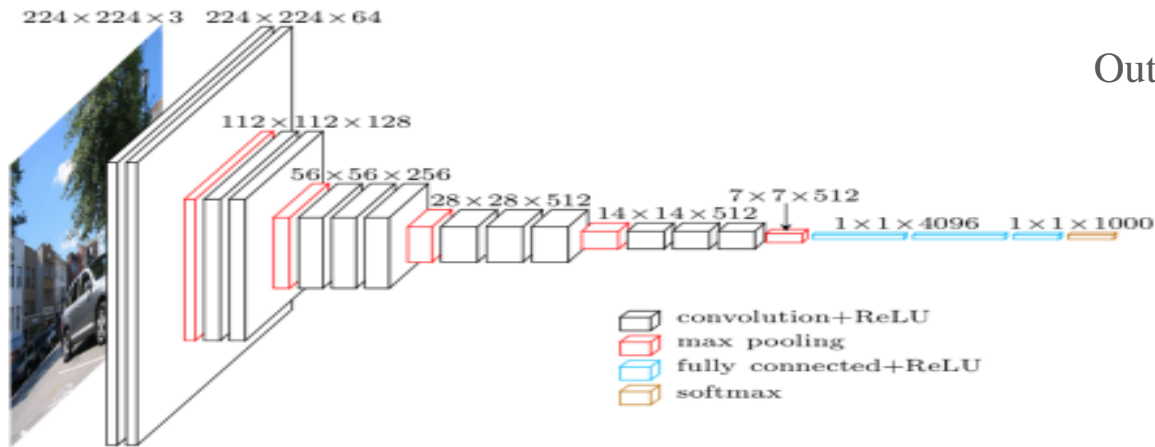 224 × 224 × 3 224 × 224 × 64
Out
112 × 112 × 128
56 × 56 × 256
28 × 28 × 512
14 × 14 × 512
7 × 7 × 512
1 × 1 × 4096 1 × 1 × 1000
convolution+ReLU
max pooling
fully connected+ReLU
softmax